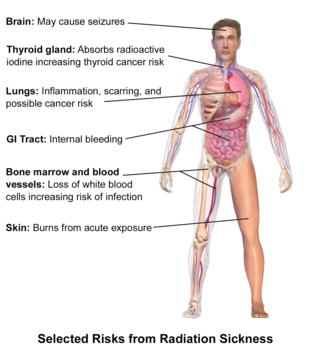 Brain: May cause seizures
Thyroid gland: Absorbs radioactive
iodine increasing thyroid cancer risk
Lungs: Inflammation, scarring, and
possible cancer risk
GI Tract: Internal bleeding
Bone marrow and blood
vessels: Loss of white blood
cells increasing risk of infection
Skin: Burns from acute exposure
Selected Risks from Radiation Sickness